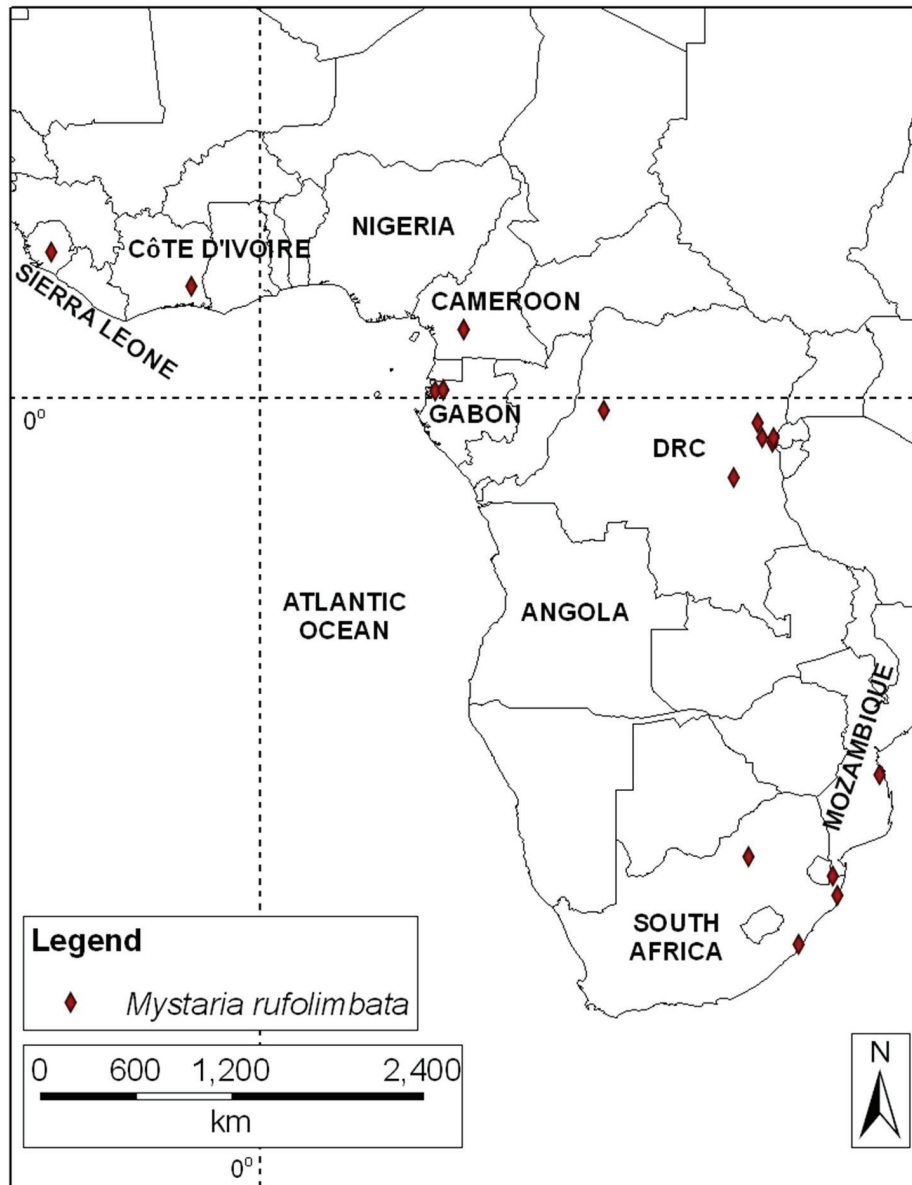 NIGERIA
CôTE D'IVOIRE
SIERRA LEONE
CAMEROON
GABON
0°
DRC
ATLANTIC
OCEAN
ANGOLA
MOZAMBIQUE
SOUTH
AFRICA
Legend
Mystaria rufolimbata
0 600 1,200 2,400
km
N
0°